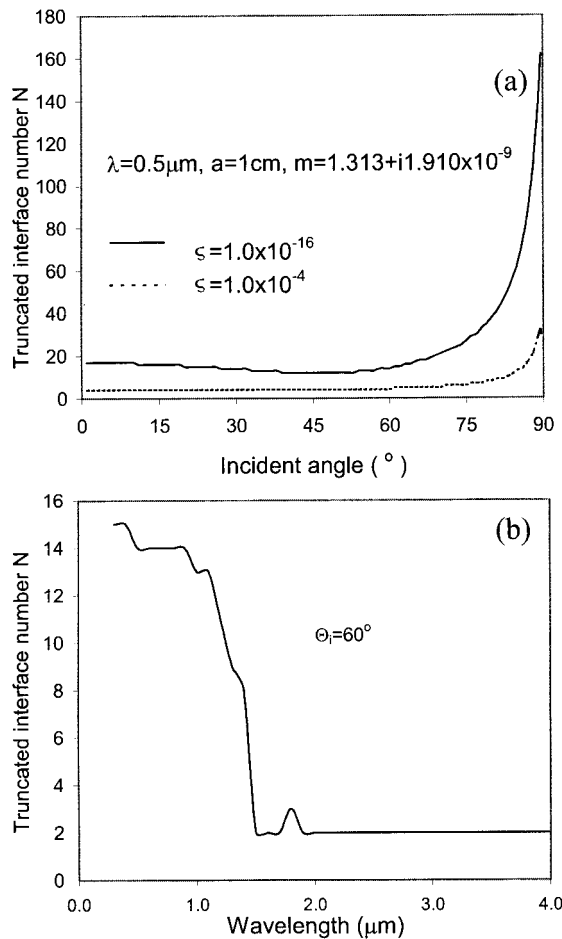 Truncated interface number N
180
160
140
120
100
80
60
40
20
0
(a)
λ=0.5μm, a=1cm, m=1.313+i1.910x10⁻⁹
ς=1.0x10⁻¹⁶
ς=1.0x10⁻⁴
0 15 30 45 60 75 90
Incident angle ( ° )
Truncated interface number N
16
14
12
10
8
6
4
2
0
(b)
Θi=60°
0.0 1.0 2.0 3.0 4.0
Wavelength (μm)